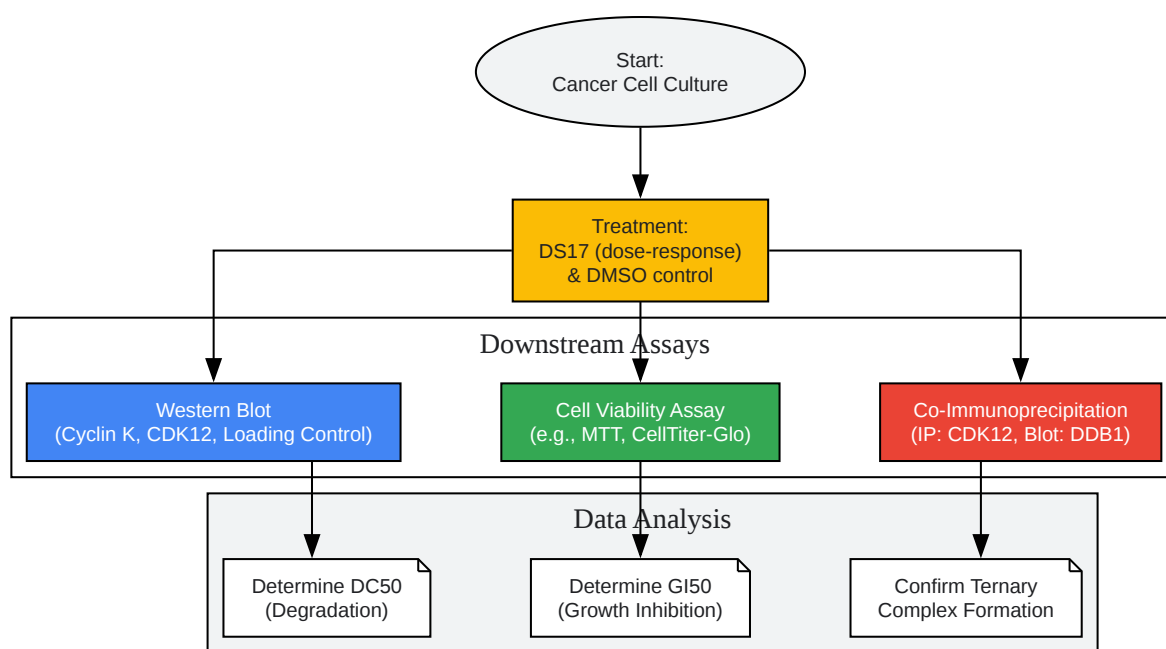 Start:
Cancer Cell Culture
Treatment:
DS17 (dose-response)
& DMSO control
Downstream Assays
Western Blot
(Cyclin K, CDK12, Loading Control)
Cell Viability Assay
(e.g., MTT, CellTiter-Glo)
Co-Immunoprecipitation
(IP: CDK12, Blot: DDB1)
Data Analysis
Determine DC50
(Degradation)
Determine GI50
(Growth Inhibition)
Confirm Ternary
Complex Formation